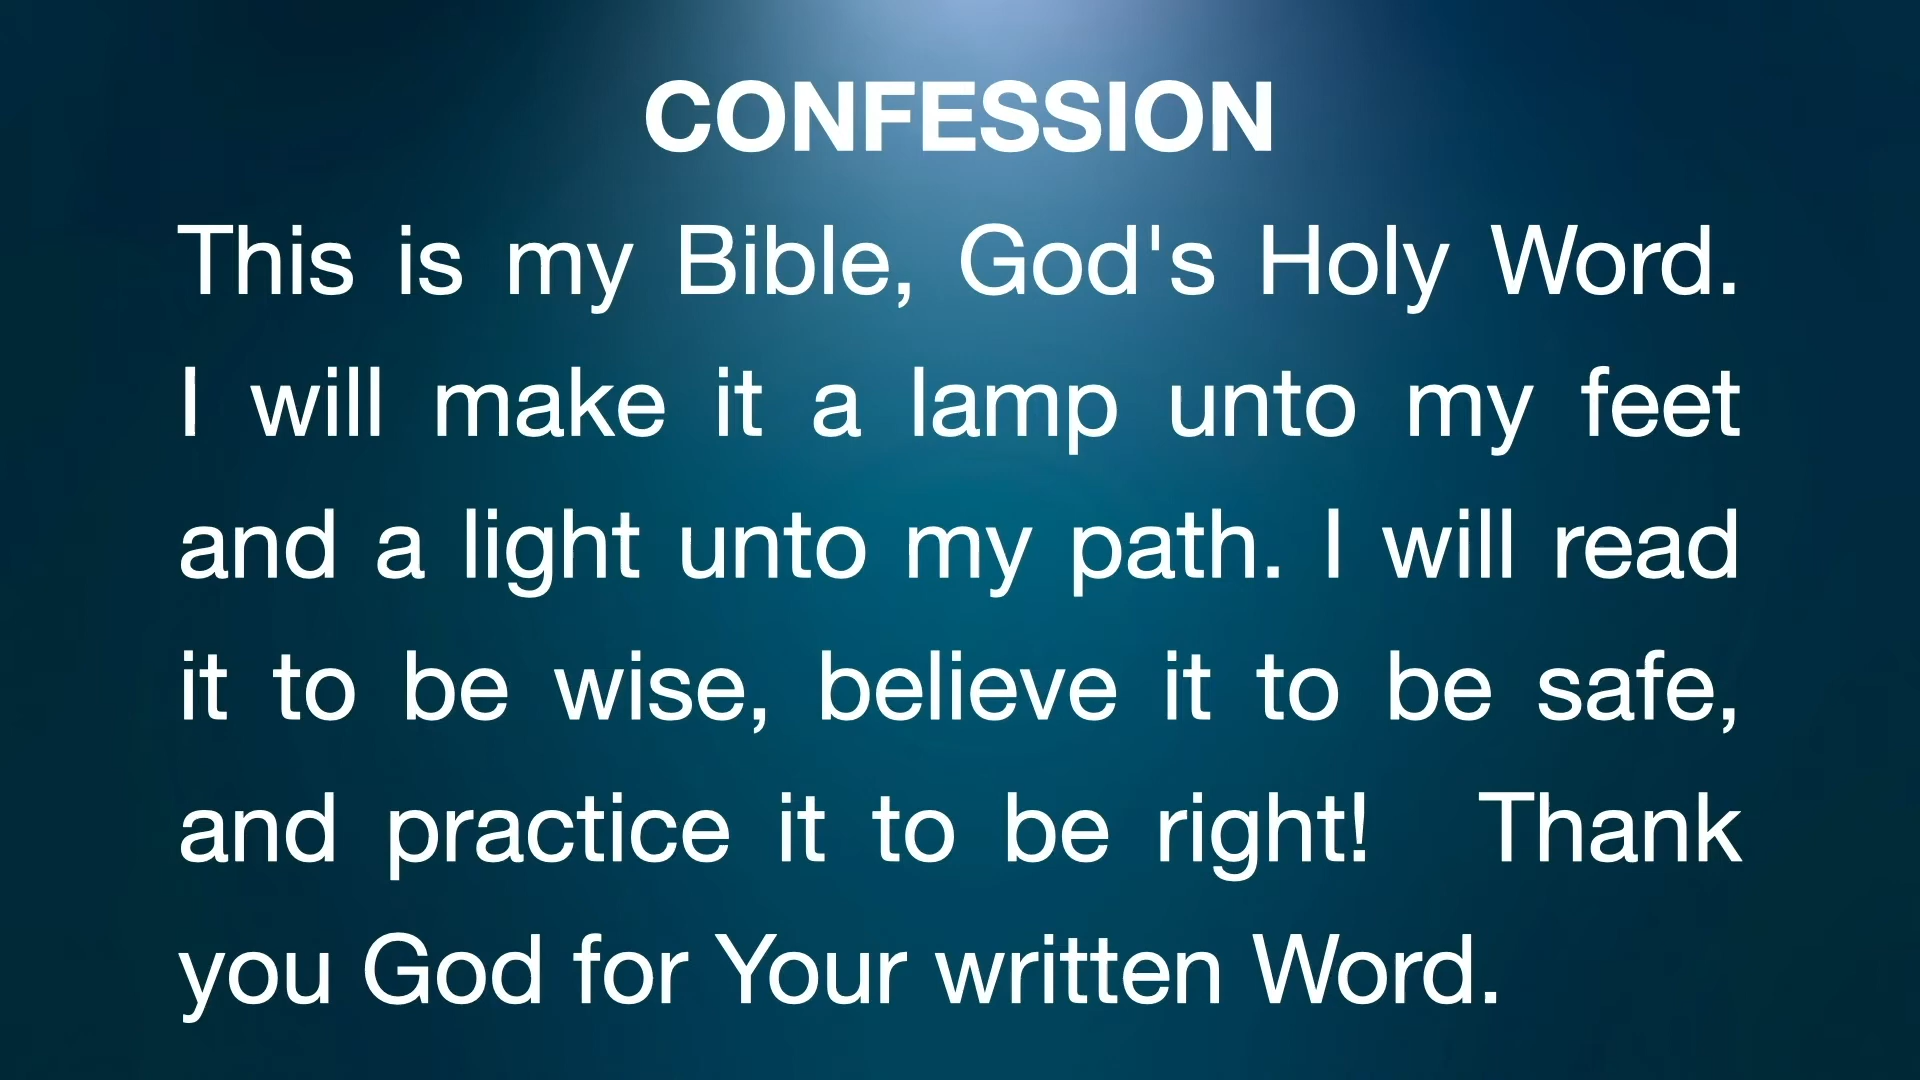 CONFESSION
This is my Bible, God's Holy Word.
I will make it a lamp unto my feet
and a light unto my path. I will read
it to be wise, believe it to be safe,
and practice it to be right!  Thank
you God for Your written Word.